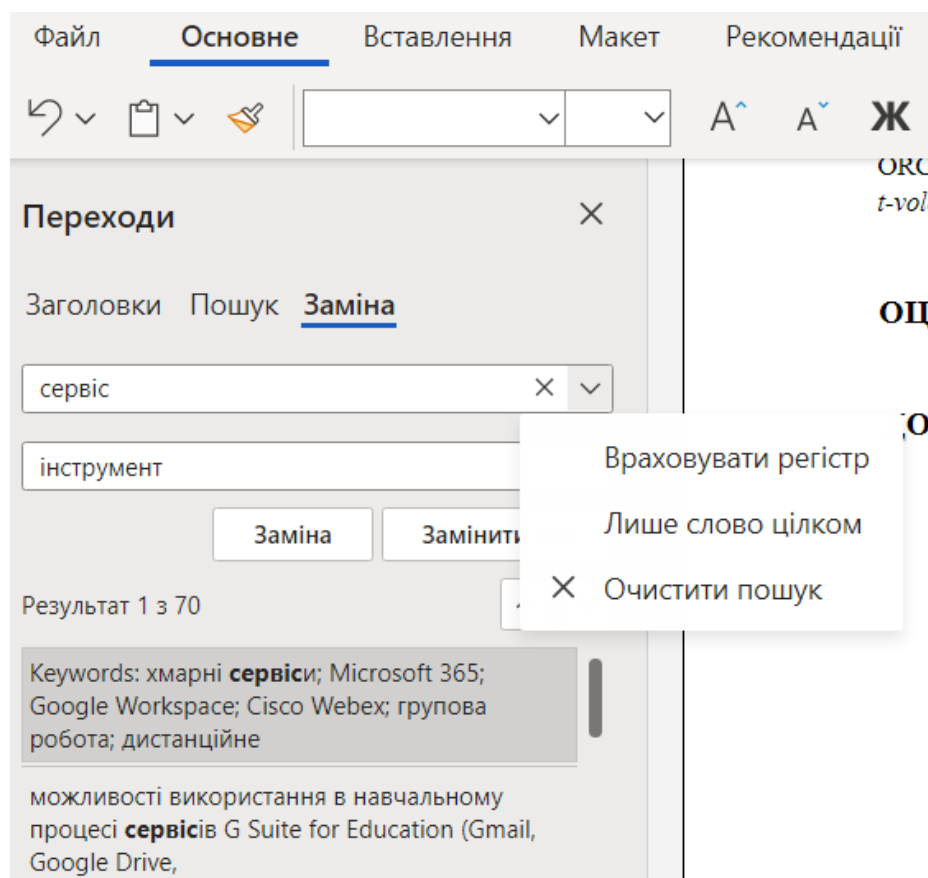 Файл Основне Вставлення Макет Рекомендації
Ж
Переходи
t-vol
Заголовки Пошук Заміна
сервіс
інструмент
Враховувати регістр
Лише слово цілком
Очистити пошук
Заміна Замінити
Результат 1 з 70
Keywords: хмарні сервіси; Microsoft 365;
Google Workspace; Cisco Webex; групова
робота; дистанційне
можливості використання в навчальному
процесі сервісів G Suite for Education (Gmail,
Google Drive,